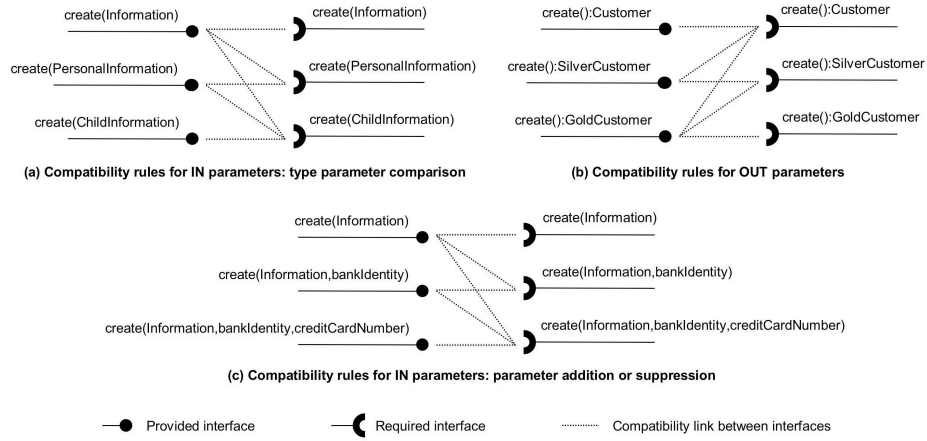 create(Information)
create(Information)
create(PersonalInformation)
create(PersonalInformation)
create(ChildInformation)
create(ChildInformation)
(a) Compatibility rules for IN parameters: type parameter comparison
create():Customer
create():Customer
create():SilverCustomer
create():SilverCustomer
create():GoldCustomer
create():GoldCustomer
(b) Compatibility rules for OUT parameters
create(Information)
create(Information)
create(Information,bankIdentity)
create(Information,bankIdentity)
create(Information,bankIdentity,creditCardNumber)
create(Information,bankIdentity,creditCardNumber)
(c) Compatibility rules for IN parameters: parameter addition or suppression
Provided interface
Required interface
Compatibility link between interfaces